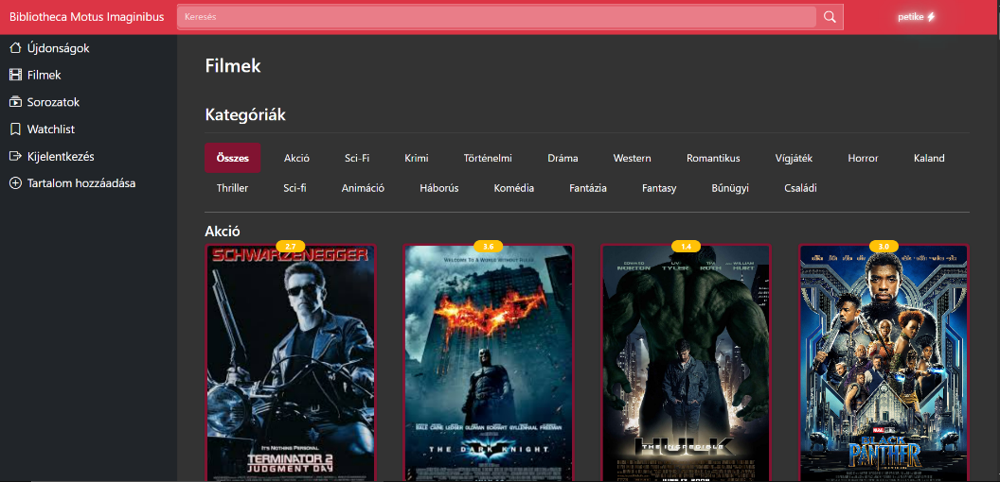 Bibliotheca Motus Imaginibus
Keresés
petike
Újdonságok
Filmek
Sorozatok
Watchlist
Kijelentkezés
Tartalom hozzáadása
Filmek
Kategóriák
Összes Akció Sci-Fi Krimi Történelmi Dráma Western Romantikus Vígjáték Horror Kaland
Thriller Sci-fi Animáció Háborús Komédia Fantázia Fantasy Bűnügyi Családi
Akció
2.7
SCHWARZENEGGER
IT'S NOTHING PERSONAL
TERMINATOR 2
JUDGMENT DAY
3.6
WELCOME TO A WORLD WITHOUT RULES
BALE CAINE LEDGER OLDMAN ECKHART GYLLENHAAL FREEMAN
THE DARK KNIGHT
1.4
EDWARD NORTON LIV TYLER TIM ROTH WILLIAM HURT
THE INCREDIBLE
HULK
3.0
MARVEL
BLACK
PANTHER